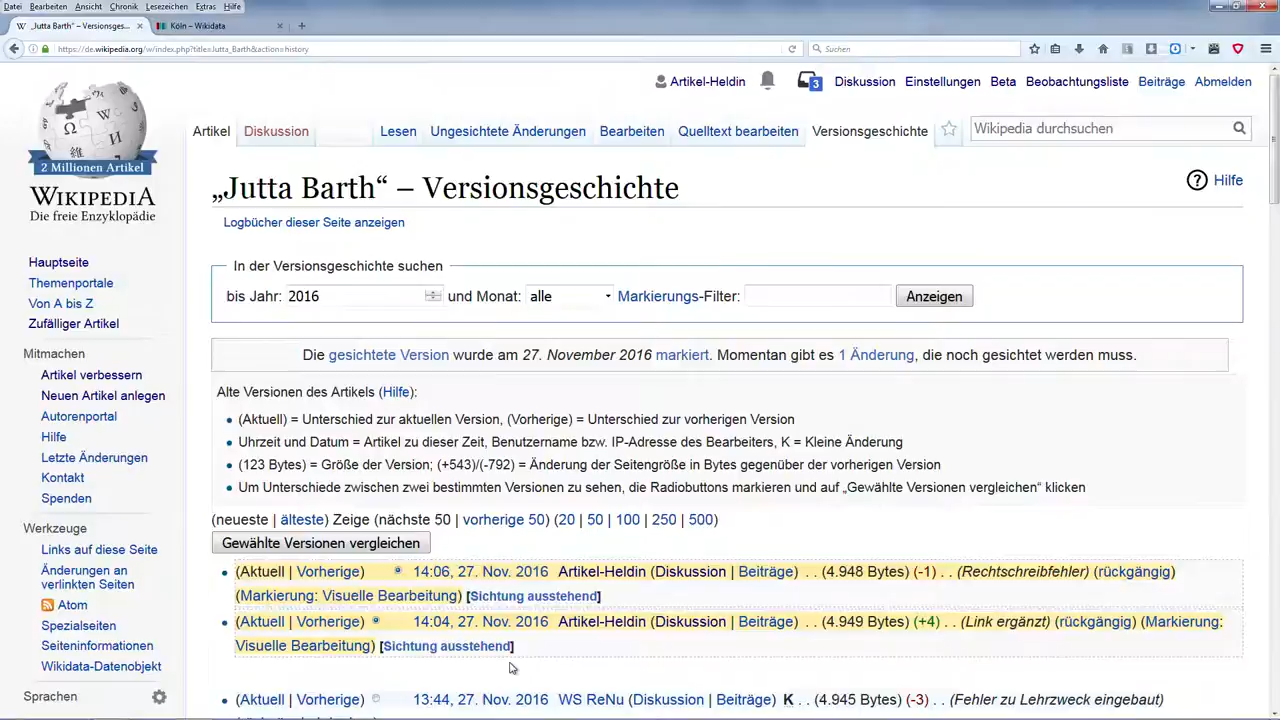 Datei Bearbeiten Ansicht Chronik Lesezeichen Extras Hilfe
„Jutta Barth“ – Versionsges...
Köln – Wikidata
https://de.wikipedia.org/w/index.php?title=Jutta_Barth&action=history
Suchen
Artikel-Heldin 3 Diskussion Einstellungen Beta Beobachtungsliste Beiträge Abmelden
Artikel Diskussion Lesen Ungesichtete Änderungen Bearbeiten Quelltext bearbeiten Versionsgeschichte Wikipedia durchsuchen
2 Millionen Artikel
WIKIPEDIA
Die freie Enzyklopädie
Hauptseite
Themenportale
Von A bis Z
Zufälliger Artikel
Mitmachen
Artikel verbessern
Neuen Artikel anlegen
Autorenportal
Hilfe
Letzte Änderungen
Kontakt
Spenden
Werkzeuge
Links auf diese Seite
Änderungen an
verlinkten Seiten
Atom
Spezialseiten
Seiteninformationen
Wikidata-Datenobjekt
Sprachen
„Jutta Barth“ – Versionsgeschichte
Hilfe
Logbücher dieser Seite anzeigen
In der Versionsgeschichte suchen
bis Jahr: 2016 und Monat: alle Markierungs-Filter: Anzeigen
Die gesichtete Version wurde am 27. November 2016 markiert. Momentan gibt es 1 Änderung, die noch gesichtet werden muss.
Alte Versionen des Artikels (Hilfe):
(Aktuell) = Unterschied zur aktuellen Version, (Vorherige) = Unterschied zur vorherigen Version
Uhrzeit und Datum = Artikel zu dieser Zeit, Benutzername bzw. IP-Adresse des Bearbeiters, K = Kleine Änderung
(123 Bytes) = Größe der Version; (+543)/(-792) = Änderung der Seitengröße in Bytes gegenüber der vorherigen Version
Um Unterschiede zwischen zwei bestimmten Versionen zu sehen, die Radiobuttons markieren und auf „Gewählte Versionen vergleichen“ klicken
(neueste | älteste) Zeige (nächste 50 | vorherige 50) (20 | 50 | 100 | 250 | 500)
Gewählte Versionen vergleichen
(Aktuell | Vorherige) 14:06, 27. Nov. 2016 Artikel-Heldin (Diskussion | Beiträge) . . (4.948 Bytes) (-1) . . (Rechtschreibfehler) (rückgängig)
(Markierung: Visuelle Bearbeitung) [Sichtung ausstehend]
(Aktuell | Vorherige) 14:04, 27. Nov. 2016 Artikel-Heldin (Diskussion | Beiträge) . . (4.949 Bytes) (+4) . . (Link ergänzt) (rückgängig) (Markierung:
Visuelle Bearbeitung) [Sichtung ausstehend]
(Aktuell | Vorherige) 13:44, 27. Nov. 2016 WS ReNu (Diskussion | Beiträge) K . . (4.945 Bytes) (-3) . . (Fehler zu Lehrzweck eingebaut)